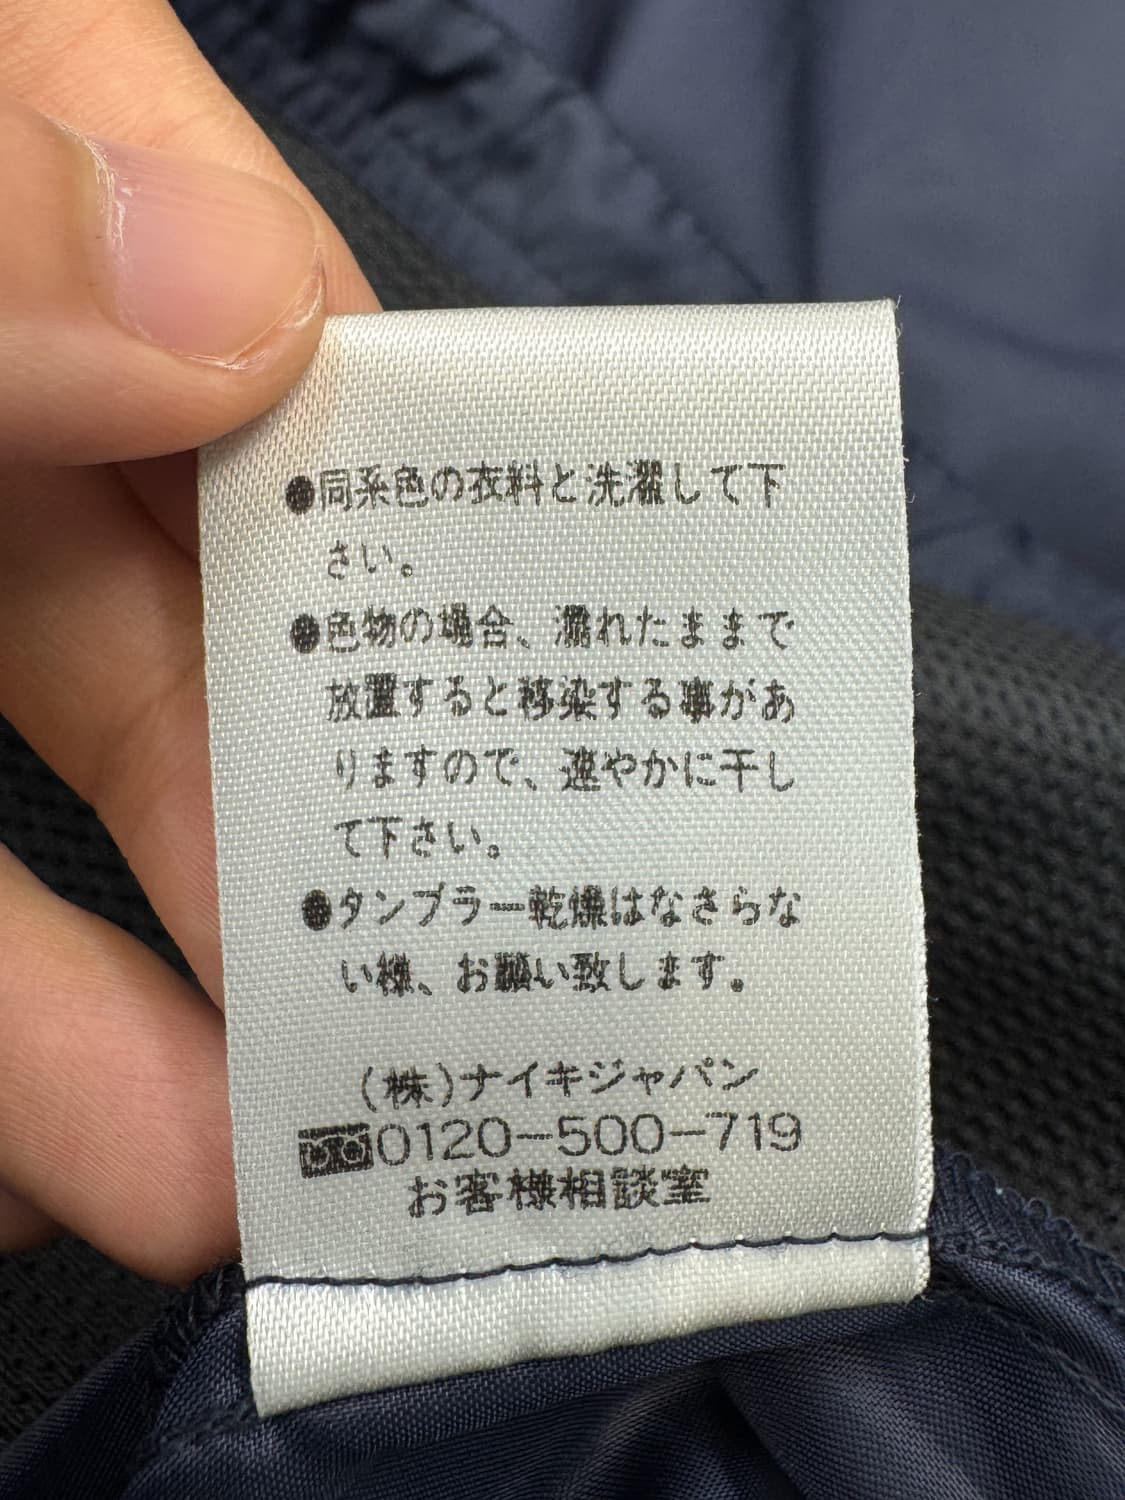 ●同系色の衣料と洗濯して下
さい。
●色物の場合、濡れたままで
放置すると移染する事があ
りますので、速やかに干し
て下さい。
●タンブラー乾燥はなさらな
い様、お願い致します。
(株)ナイキジャパン
0120-500-719
お客様相談室